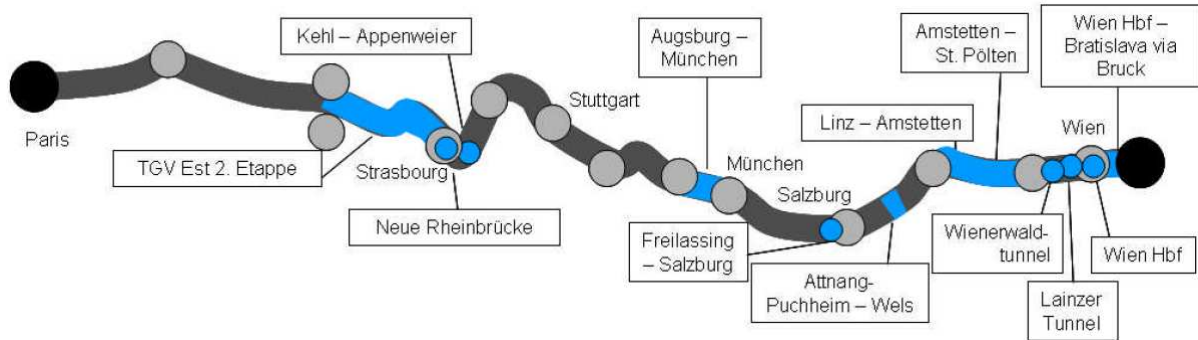 Kehl – Appenweier
Augsburg –
München
Amstetten –
St. Pölten
Wien Hbf –
Bratislava via
Bruck
Paris
TGV Est 2. Etappe
Strasbourg
Neue Rheinbrücke
Stuttgart
München
Salzburg
Freilassing
– Salzburg
Attnang-
Puchheim – Wels
Linz – Amstetten
Wien
Wienerwald-
tunnel
Lainzer
Tunnel
Wien Hbf